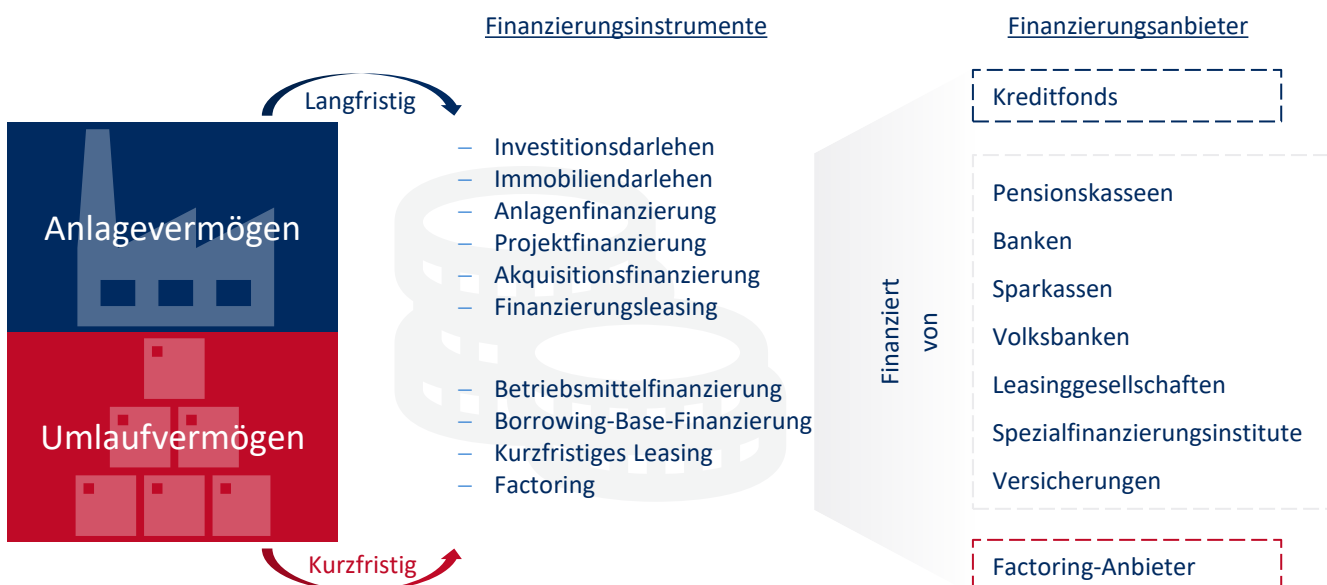 Finanzierungsinstrumente
Finanzierungsanbieter
Langfristig
Anlagevermögen
Umlaufvermögen
Kurzfristig
– Investitionsdarlehen
– Immobiliendarlehen
– Anlagenfinanzierung
– Projektfinanzierung
– Akquisitionsfinanzierung
– Finanzierungsleasing
– Betriebsmittelfinanzierung
– Borrowing-Base-Finanzierung
– Kurzfristiges Leasing
– Factoring
Finanziert
von
Kreditfonds
Pensionskasseen
Banken
Sparkassen
Volksbanken
Leasinggesellschaften
Spezialfinanzierungsinstitute
Versicherungen
Factoring-Anbieter